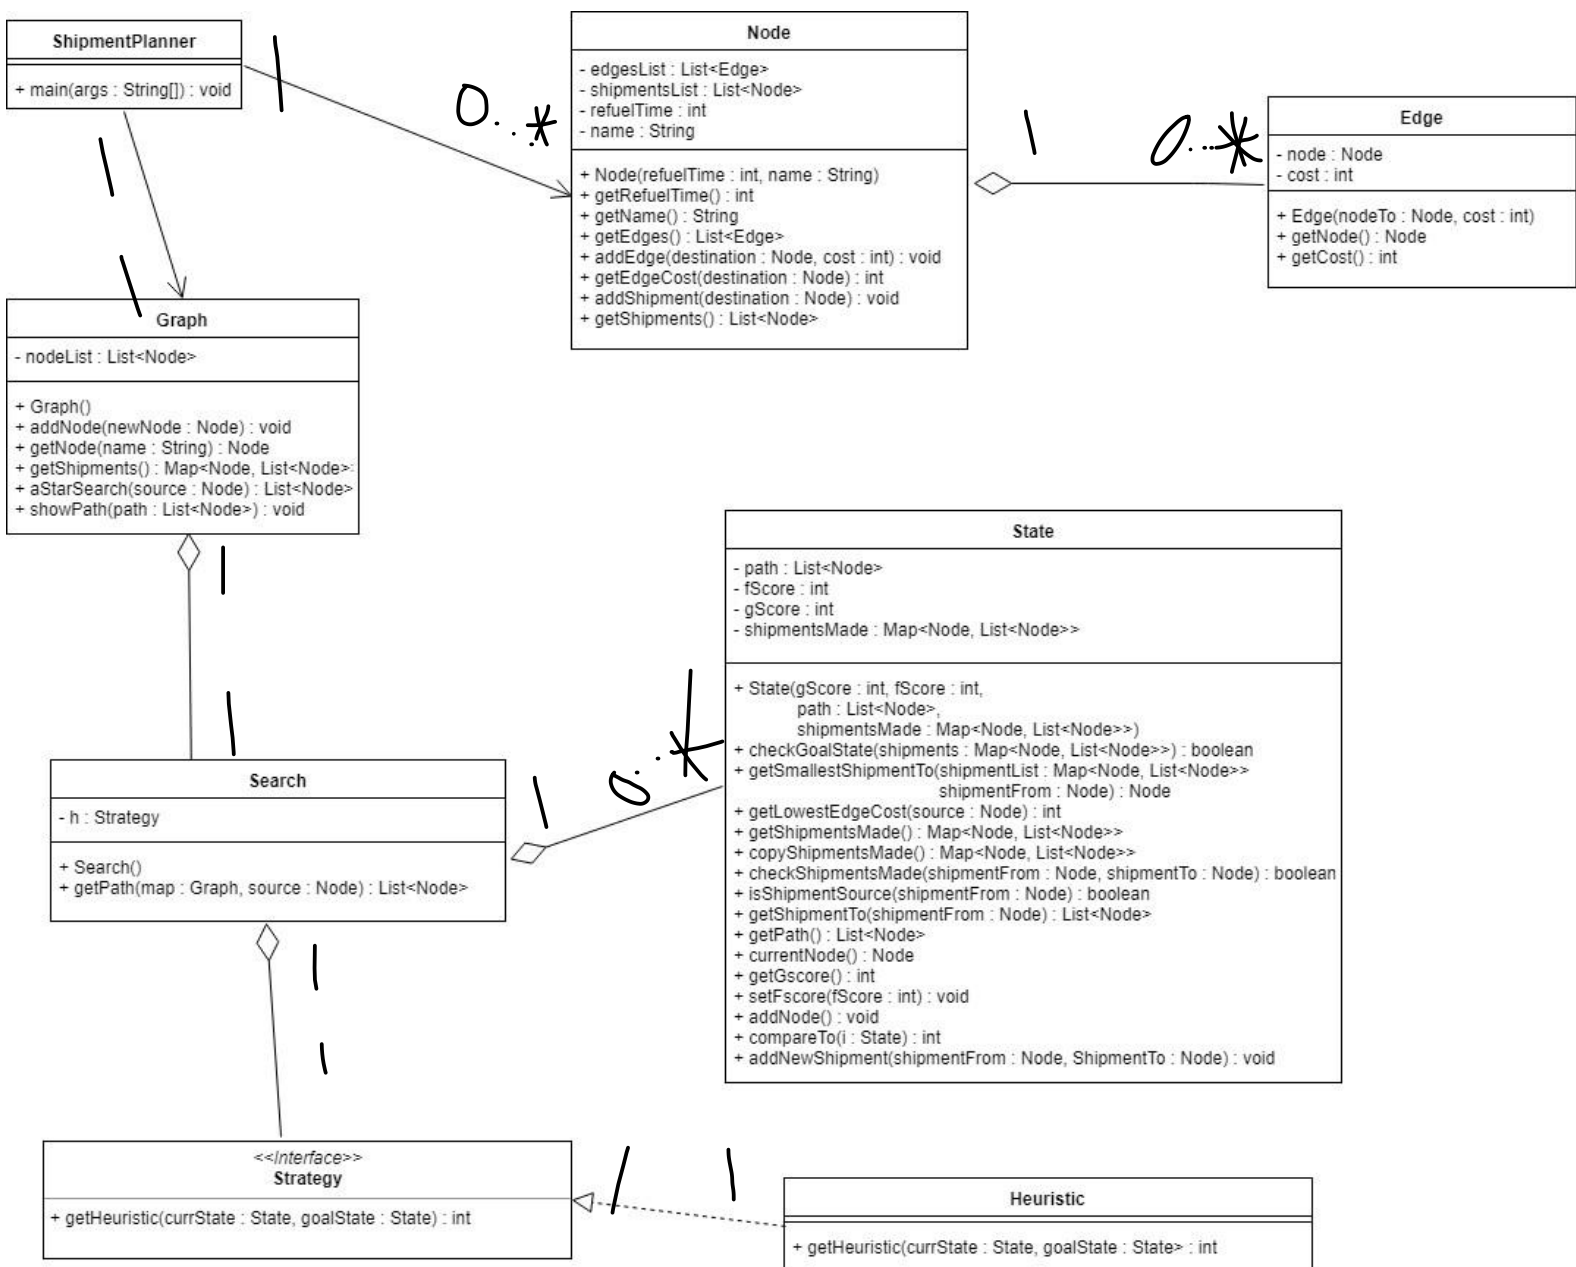 ShipmentPlanner
+ main(args : String[]) : void
1
0..*
Node
- edgesList : List<Edge>
- shipmentsList : List<Node>
- refuelTime : int
- name : String
+ Node(refuelTime : int, name : String)
+ getRefuelTime() : int
+ getName() : String
+ getEdges() : List<Edge>
+ addEdge(destination : Node, cost : int) : void
+ getEdgeCost(destination : Node) : int
+ addShipment(destination : Node) : void
+ getShipments() : List<Node>
1
0..*
Edge
- node : Node
- cost : int
+ Edge(nodeTo : Node, cost : int)
+ getNode() : Node
+ getCost() : int
1
1
Graph
- nodeList : List<Node>
+ Graph()
+ addNode(newNode : Node) : void
+ getNode(name : String) : Node
+ getShipments() : Map<Node, List<Node>
+ aStarSearch(source : Node) : List<Node>
+ showPath(path : List<Node>) : void
1
1
State
- path : List<Node>
- fScore : int
- gScore : int
- shipmentsMade : Map<Node, List<Node>>
+ State(gScore : int, fScore : int,
path : List<Node>,
shipmentsMade : Map<Node, List<Node>>)
+ checkGoalState(shipments : Map<Node, List<Node>>) : boolean
+ getSmallestShipmentTo(shipmentList : Map<Node, List<Node>>
shipmentFrom : Node) : Node
+ getLowestEdgeCost(source : Node) : int
+ getShipmentsMade() : Map<Node, List<Node>>
+ copyShipmentsMade() : Map<Node, List<Node>>
+ checkShipmentsMade(shipmentFrom : Node, shipmentTo : Node) : boolean
+ isShipmentSource(shipmentFrom : Node) : boolean
+ getShipmentTo(shipmentFrom : Node) : List<Node>
+ getPath() : List<Node>
+ currentNode() : Node
+ getGscore() : int
+ setFscore(fScore : int) : void
+ addNode() : void
+ compareTo(i : State) : int
+ addNewShipment(shipmentFrom : Node, ShipmentTo : Node) : void
Search
- h : Strategy
+ Search()
+ getPath(map : Graph, source : Node) : List<Node>
1
0..*
1
1
<<Interface>>
Strategy
+ getHeuristic(currState : State, goalState : State) : int
1
1
Heuristic
+ getHeuristic(currState : State, goalState : State> : int